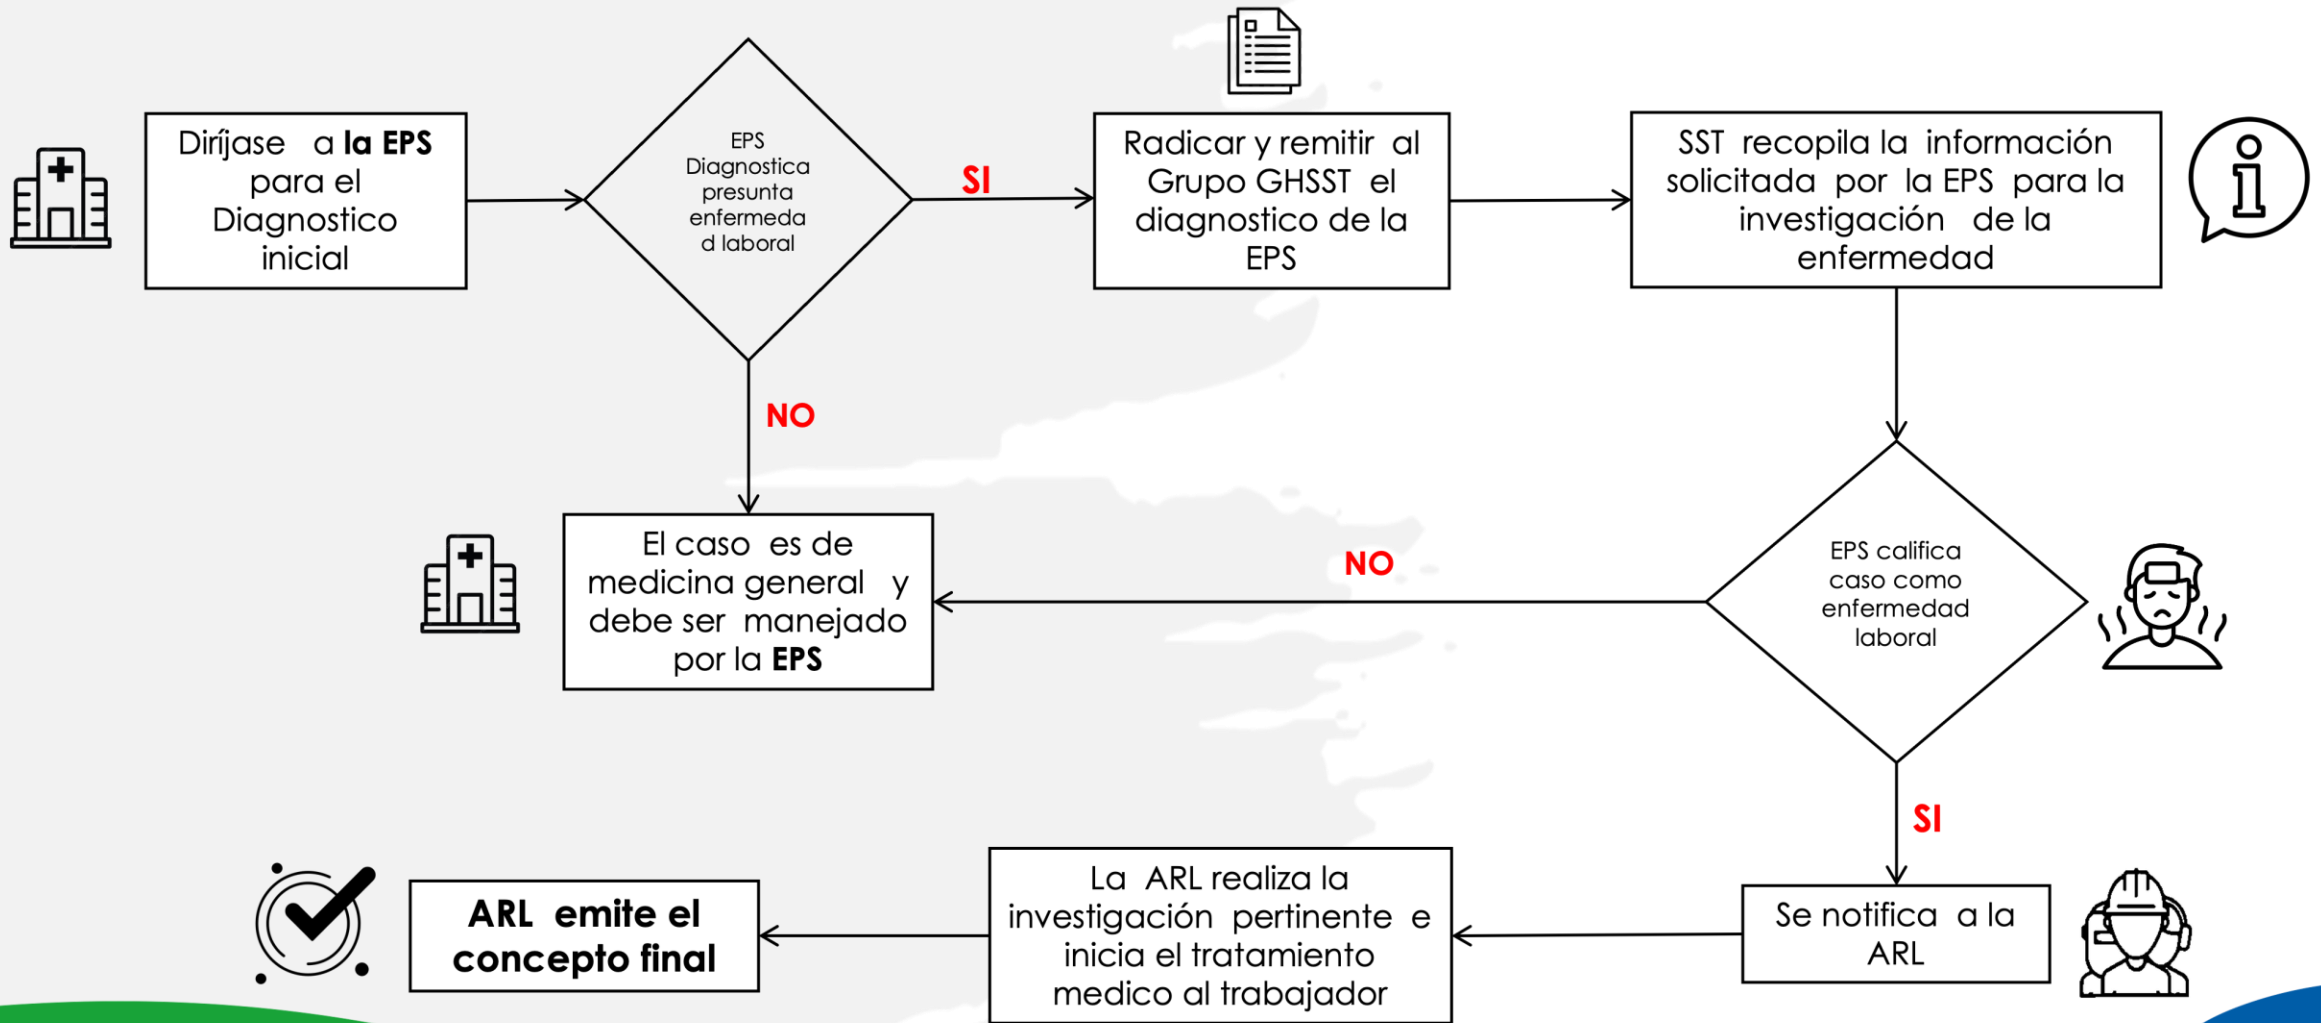 Diríjase a la EPS
para el
Diagnostico
inicial
EPS
Diagnostica
presunta
enfermeda
d laboral
SI
Radicar y remitir al
Grupo GHSST el
diagnostico de la
EPS
SST recopila la información
solicitada por la EPS para la
investigación de la
enfermedad
NO
El caso es de
medicina general y
debe ser manejado
por la EPS
NO
EPS califica
caso como
enfermedad
laboral
SI
Se notifica a la
ARL
La ARL realiza la
investigación pertinente e
inicia el tratamiento
medico al trabajador
ARL emite el
concepto final